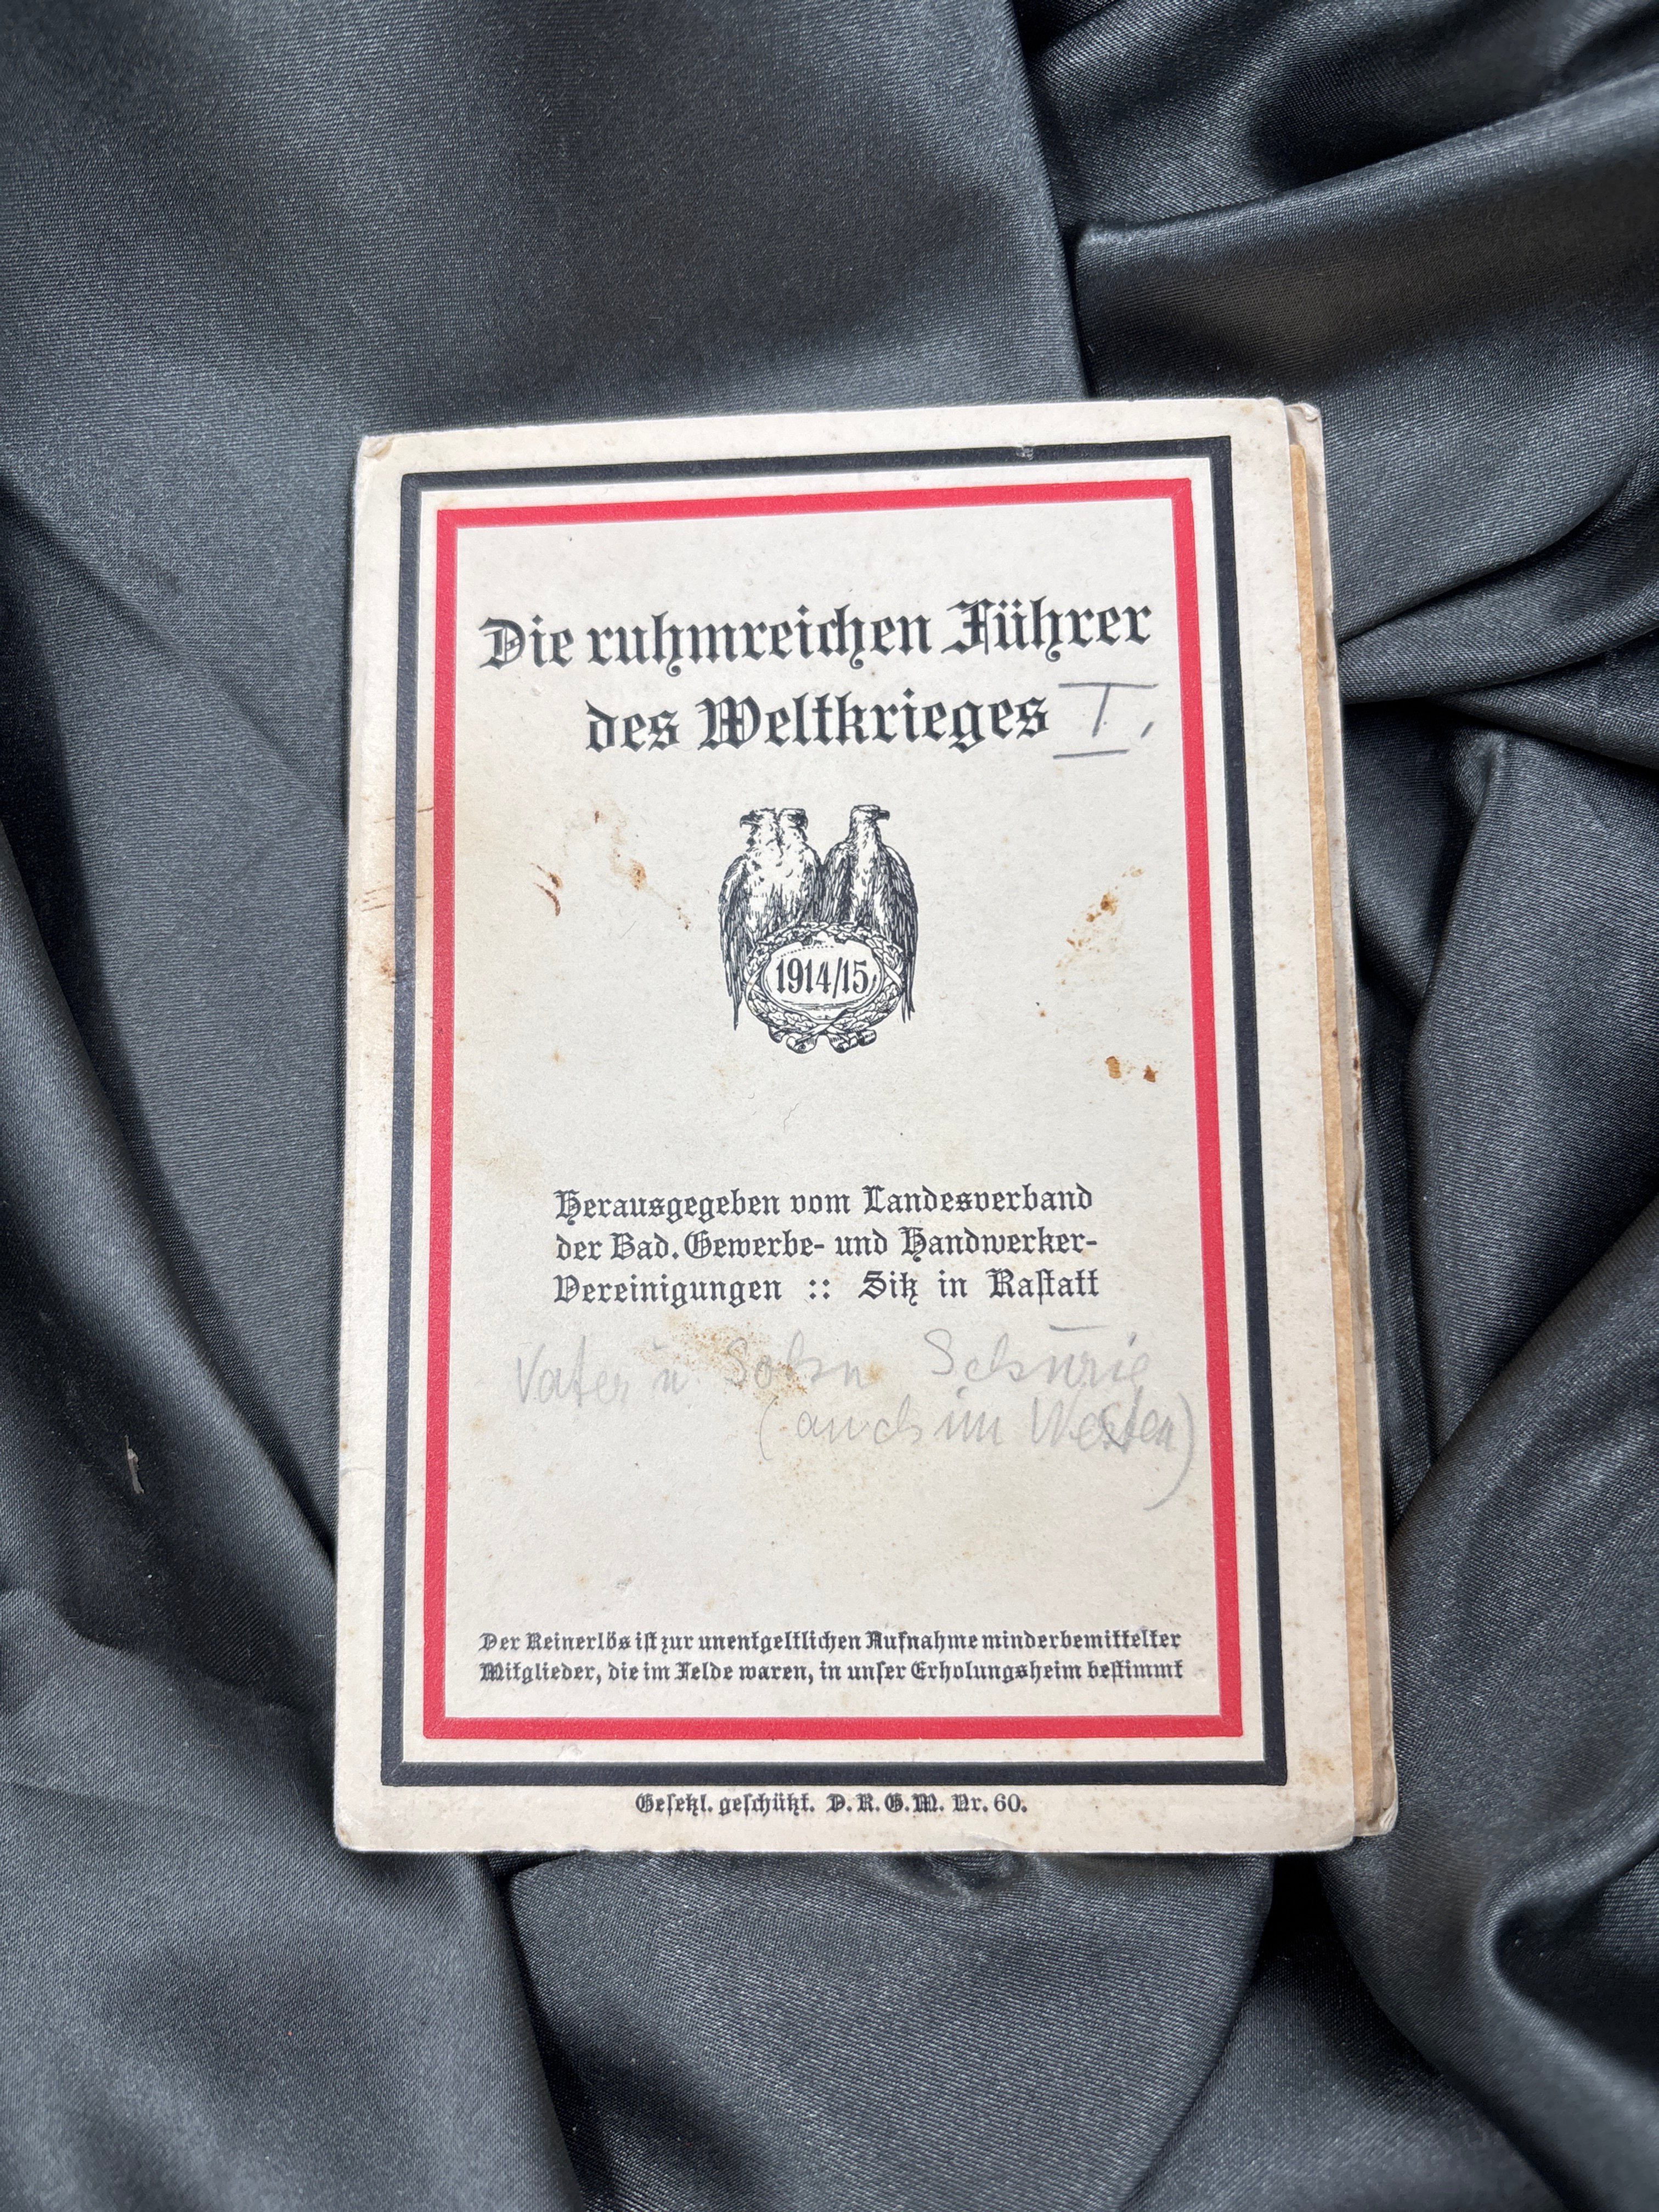 Die ruhmreichen Führer
des Weltkrieges I.
1914/15
Herausgegeben vom Landesverband
der Bad. Gewerbe- und Handwerker-
Vereinigungen :: Sitz in Rastatt
Vater u Sohn
(auch im Westen)
Der Reinerlös ist zur unentgeltlichen Aufnahme minderbemittelter
Mitglieder, die im Felde waren, in unser Erholungsheim bestimmt
Gesetzl. geschützt. D.R.G.M. Nr. 60.